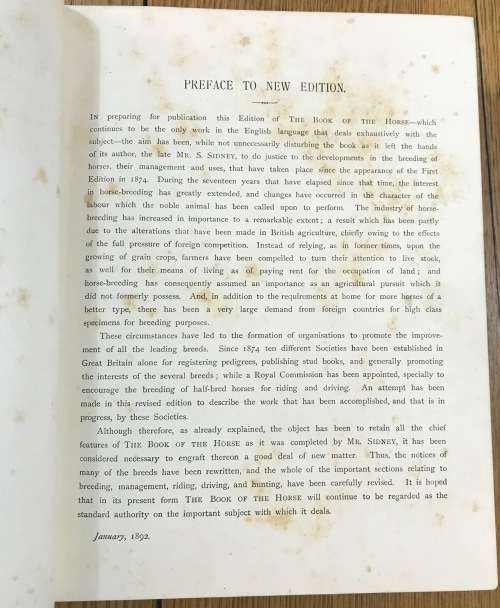 PREFACE TO NEW EDITION.
IN preparing for publication this Edition of THE BOOK OF THE HORSE—which
continues to be the only work in the English language that deals exhaustively with the
subject—the aim has been, while not unnecessarily disturbing the book as it left the hands
of its author, the late MR. S. SIDNEY, to do justice to the developments in the breeding of
horses, their management and uses, that have taken place since the appearance of the First
Edition in 1874. During the seventeen years that have elapsed since that time, the interest
in horse-breeding has greatly extended, and changes have occurred in the character of the
labour which the noble animal has been called upon to perform. The industry of horse-
breeding has increased in importance to a remarkable extent; a result which has been partly
due to the alterations that have been made in British agriculture, chiefly owing to the effects
of the full pressure of foreign competition. Instead of relying, as in former times, upon the
growing of grain crops, farmers have been compelled to turn their attention to live stock,
as well for their means of living as of paying rent for the occupation of land; and
horse-breeding has consequently assumed an importance as an agricultural pursuit which it
did not formerly possess. And, in addition to the requirements at home for more horses of a
better type, there has been a very large demand from foreign countries for high class
specimens for breeding purposes.
These circumstances have led to the formation of organisations to promote the improve-
ment of all the leading breeds. Since 1874 ten different Societies have been established in
Great Britain alone for registering pedigrees, publishing stud books, and generally promoting
the interests of the several breeds; while a Royal Commission has been appointed, specially to
encourage the breeding of half-bred horses for riding and driving. An attempt has been
made in this revised edition to describe the work that has been accomplished, and that is in
progress, by these Societies.
Although therefore, as already explained, the object has been to retain all the chief
features of THE BOOK OF THE HORSE as it was completed by MR. SIDNEY, it has been
considered necessary to engraft thereon a good deal of new matter. Thus, the notices of
many of the breeds have been rewritten, and the whole of the important sections relating to
breeding, management, riding, driving, and hunting, have been carefully revised. It is hoped
that in its present form THE BOOK OF THE HORSE will continue to be regarded as the
standard authority on the important subject with which it deals.
January, 1892.